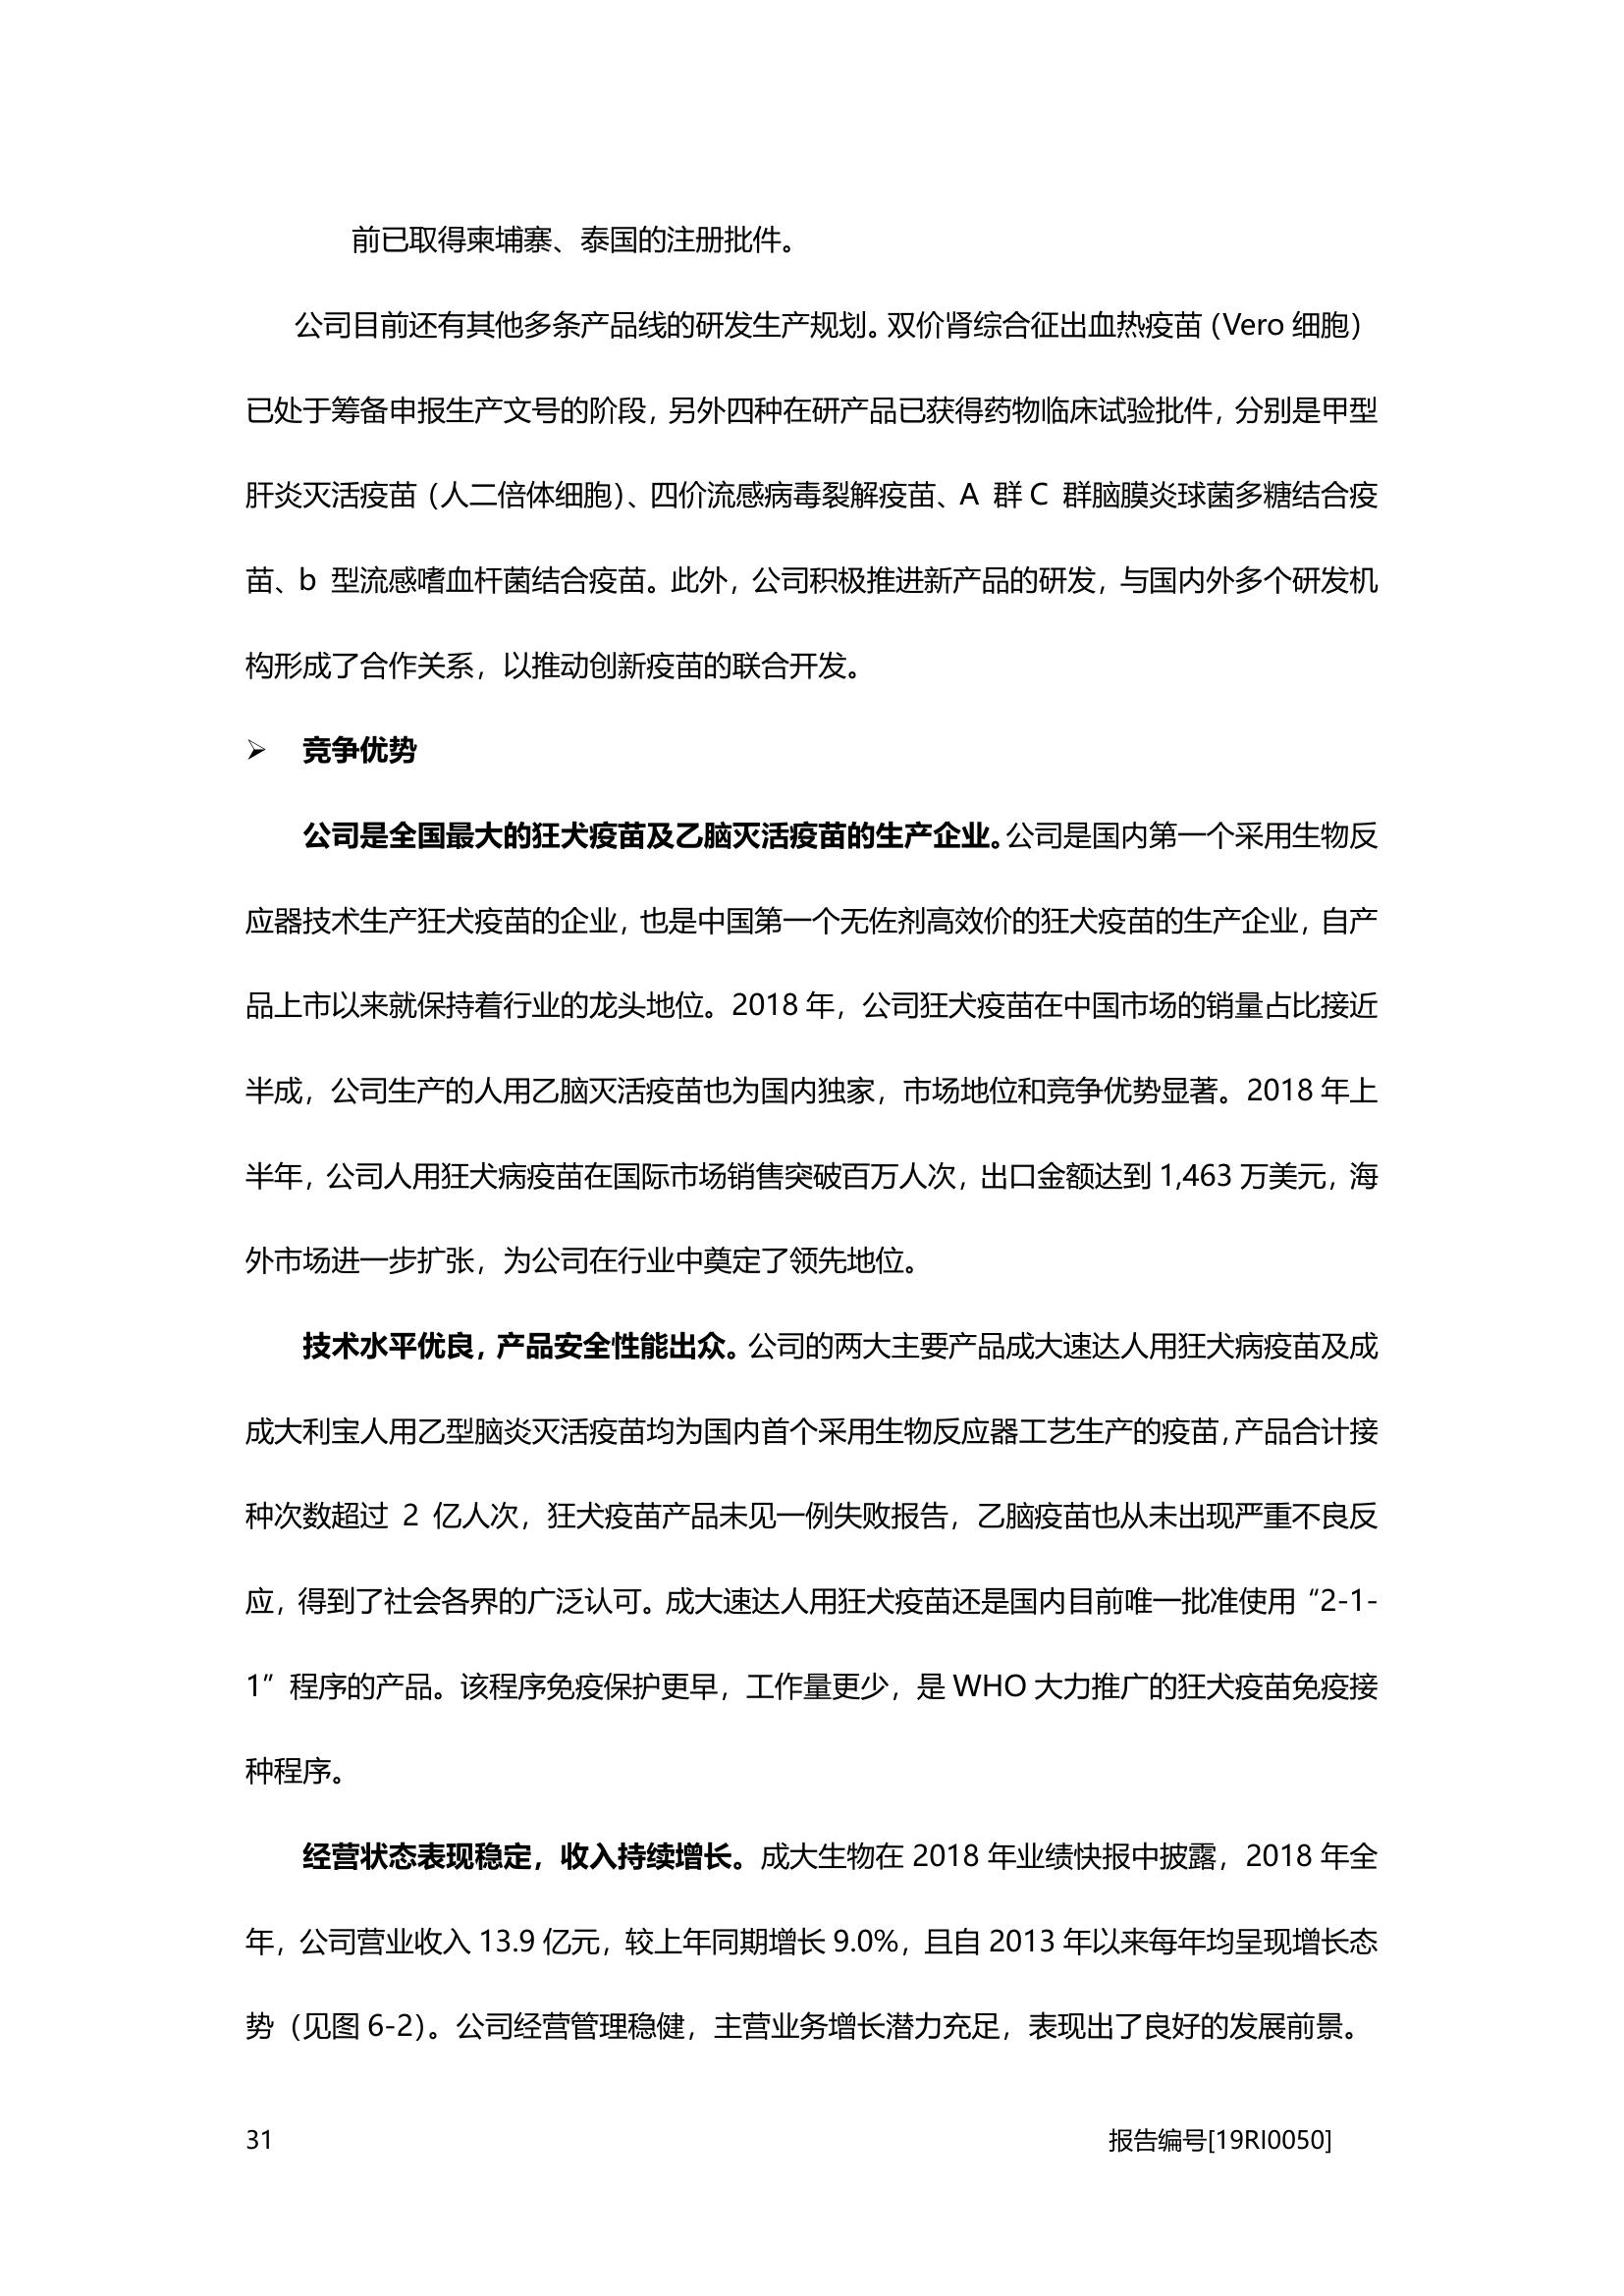 前已取得柬埔寨、泰国的注册批件。
公司目前还有其他多条产品线的研发生产规划。双价肾综合征出血热疫苗（Vero 细胞）
已处于筹备申报生产文号的阶段，另外四种在研产品已获得药物临床试验批件，分别是甲型
肝炎灭活疫苗（人二倍体细胞）、四价流感病毒裂解疫苗、A 群 C 群脑膜炎球菌多糖结合疫
苗、b 型流感嗜血杆菌结合疫苗。此外，公司积极推进新产品的研发，与国内外多个研发机
构形成了合作关系，以推动创新疫苗的联合开发。
➢ 竞争优势
公司是全国最大的狂犬疫苗及乙脑灭活疫苗的生产企业。公司是国内第一个采用生物反
应器技术生产狂犬疫苗的企业，也是中国第一个无佐剂高效价的狂犬疫苗的生产企业，自产
品上市以来就保持着行业的龙头地位。2018 年，公司狂犬疫苗在中国市场的销量占比接近
半成，公司生产的人用乙脑灭活疫苗也为国内独家，市场地位和竞争优势显著。2018 年上
半年，公司人用狂犬病疫苗在国际市场销售突破百万人次，出口金额达到 1,463 万美元，海
外市场进一步扩张，为公司在行业中奠定了领先地位。
技术水平优良，产品安全性能出众。公司的两大主要产品成大速达人用狂犬病疫苗及成
成大利宝人用乙型脑炎灭活疫苗均为国内首个采用生物反应器工艺生产的疫苗，产品合计接
种次数超过 2 亿人次，狂犬疫苗产品未见一例失败报告，乙脑疫苗也从未出现严重不良反
应，得到了社会各界的广泛认可。成大速达人用狂犬疫苗还是国内目前唯一批准使用“2-1-
1”程序的产品。该程序免疫保护更早，工作量更少，是 WHO 大力推广的狂犬疫苗免疫接
种程序。
经营状态表现稳定，收入持续增长。成大生物在 2018 年业绩快报中披露，2018 年全
年，公司营业收入 13.9 亿元，较上年同期增长 9.0%，且自 2013 年以来每年均呈现增长态
势（见图 6-2）。公司经营管理稳健，主营业务增长潜力充足，表现出了良好的发展前景。
31 报告编号[19RI0050]